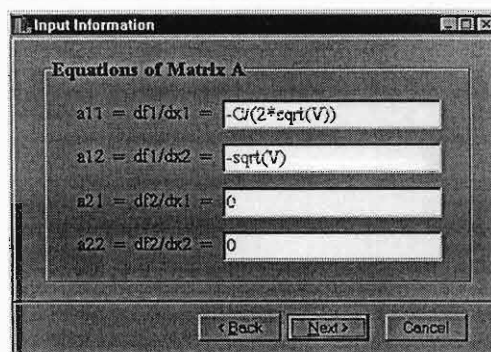 Input Information
Equations of Matrix A
a11 = df1/dx1 = -C/(2*sqrt(V))
a12 = df1/dx2 = -sqrt(V)
a21 = df2/dx1 = 0
a22 = df2/dx2 = 0
< Back Next > Cancel